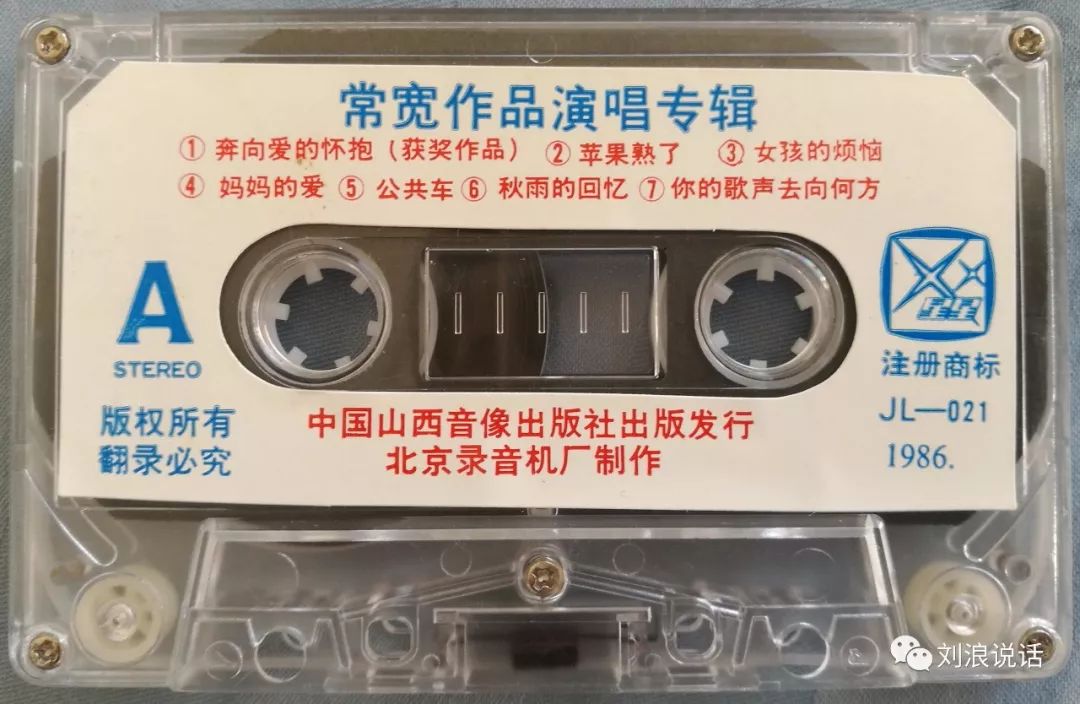 常宽作品演唱专辑
① 奔向爱的怀抱（获奖作品） ② 苹果熟了 ③ 女孩的烦恼
④ 妈妈的爱 ⑤ 公共车 ⑥ 秋雨的回忆 ⑦ 你的歌声去向何方
A
STEREO
版权所有
翻录必究
中国山西音像出版社出版发行
北京录音机厂制作
注册商标
JL—021
1986.
刘浪说话